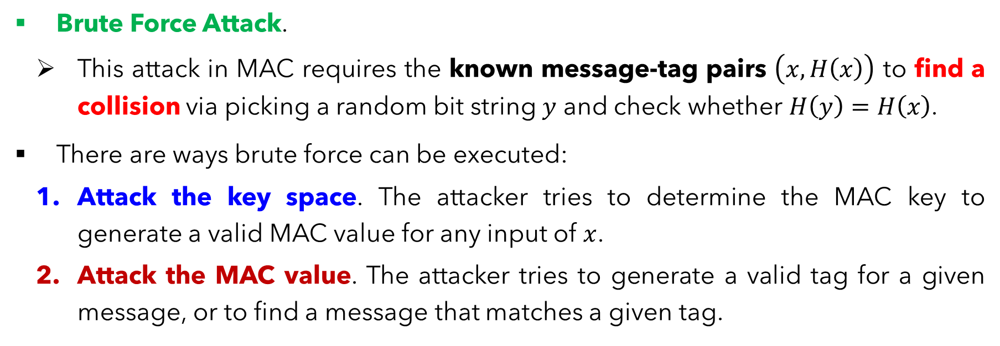 ▪ Brute Force Attack.
➢ This attack in MAC requires the known message-tag pairs (x, H(x)) to find a
collision via picking a random bit string y and check whether H(y) = H(x).
▪ There are ways brute force can be executed:
1. Attack the key space. The attacker tries to determine the MAC key to
generate a valid MAC value for any input of x.
2. Attack the MAC value. The attacker tries to generate a valid tag for a given
message, or to find a message that matches a given tag.